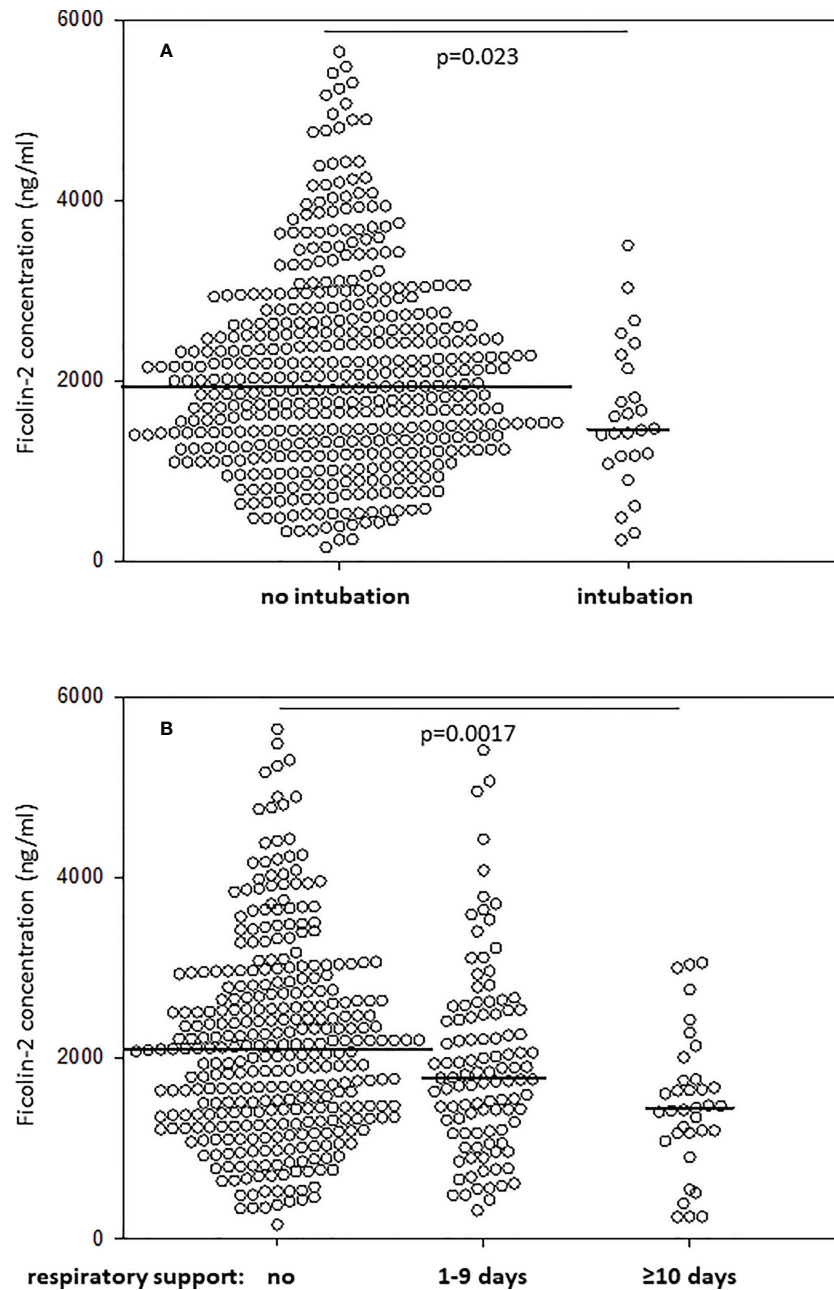 6000
A
p=0.023
Ficolin-2 concentration (ng/ml)
4000
2000
0
no intubation intubation
6000
B
p=0.0017
Ficolin-2 concentration (ng/ml)
4000
2000
0
respiratory support: no 1-9 days ≥10 days